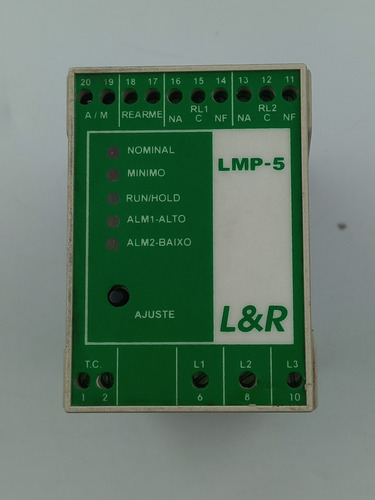 20 19 18 17 16 15 14 13 12 11
A / M REARME NA RL1 C NF NA RL2 C NF
NOMINAL
LMP-5
MINIMO
RUN/HOLD
ALM1-ALTO
ALM2-BAIXO
AJUSTE
L&R
T.C. L1 L2 L3
1 2 6 8 10